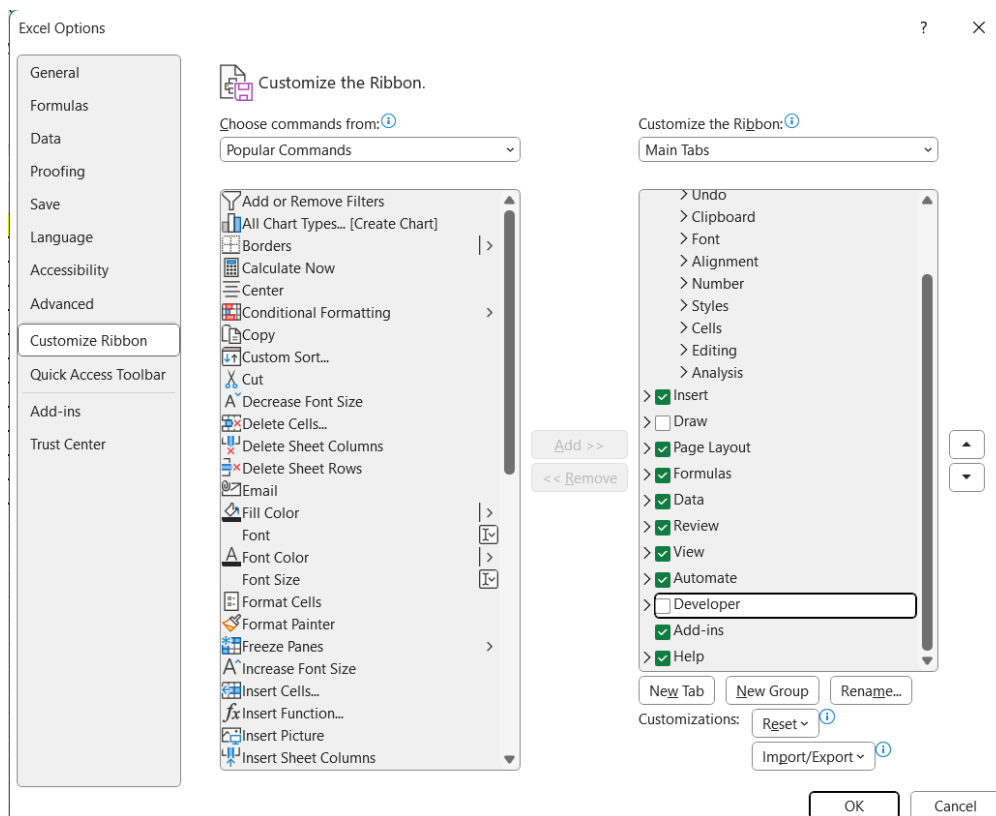 Excel Options
?
General
Formulas
Data
Proofing
Save
Language
Accessibility
Advanced
Customize Ribbon
Quick Access Toolbar
Add-ins
Trust Center
Customize the Ribbon.
Choose commands from:
Popular Commands
Add or Remove Filters
All Chart Types... [Create Chart]
Borders
Calculate Now
Center
Conditional Formatting
Copy
Custom Sort...
Cut
Decrease Font Size
Delete Cells...
Delete Sheet Columns
Delete Sheet Rows
Email
Fill Color
Font
Font Color
Font Size
Format Cells
Format Painter
Freeze Panes
Increase Font Size
Insert Cells...
Insert Function...
Insert Picture
Insert Sheet Columns
Add >>
<< Remove
Customize the Ribbon:
Main Tabs
Undo
Clipboard
Font
Alignment
Number
Styles
Cells
Editing
Analysis
Insert
Draw
Page Layout
Formulas
Data
Review
View
Automate
Developer
Add-ins
Help
New Tab
New Group
Rename...
Customizations:
Reset
Import/Export
OK
Cancel